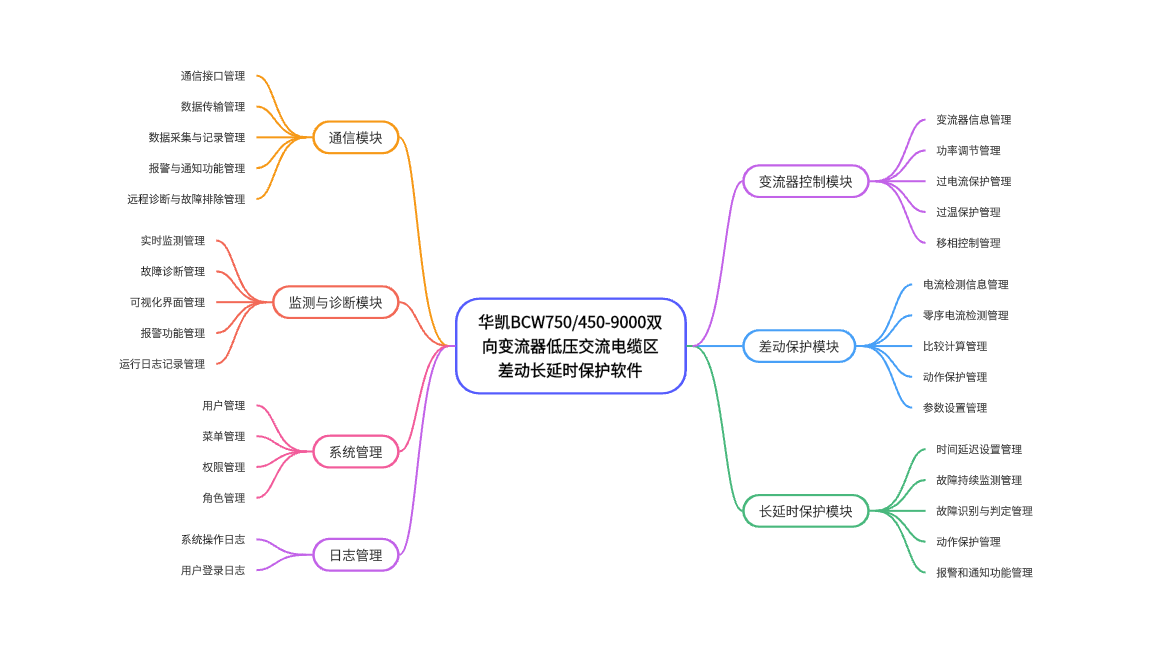 华凯BCW750/450-9000双
向变流器低压交流电缆区
差动长延时保护软件
变流器控制模块
变流器信息管理
功率调节管理
过电流保护管理
过温保护管理
移相控制管理
差动保护模块
电流检测信息管理
零序电流检测管理
比较计算管理
动作保护管理
参数设置管理
长延时保护模块
时间延迟设置管理
故障持续监测管理
故障识别与判定管理
动作保护管理
报警和通知功能管理
通信模块
通信接口管理
数据传输管理
数据采集与记录管理
报警与通知功能管理
远程诊断与故障排除管理
监测与诊断模块
实时监测管理
故障诊断管理
可视化界面管理
报警功能管理
运行日志记录管理
系统管理
用户管理
菜单管理
权限管理
角色管理
日志管理
系统操作日志
用户登录日志